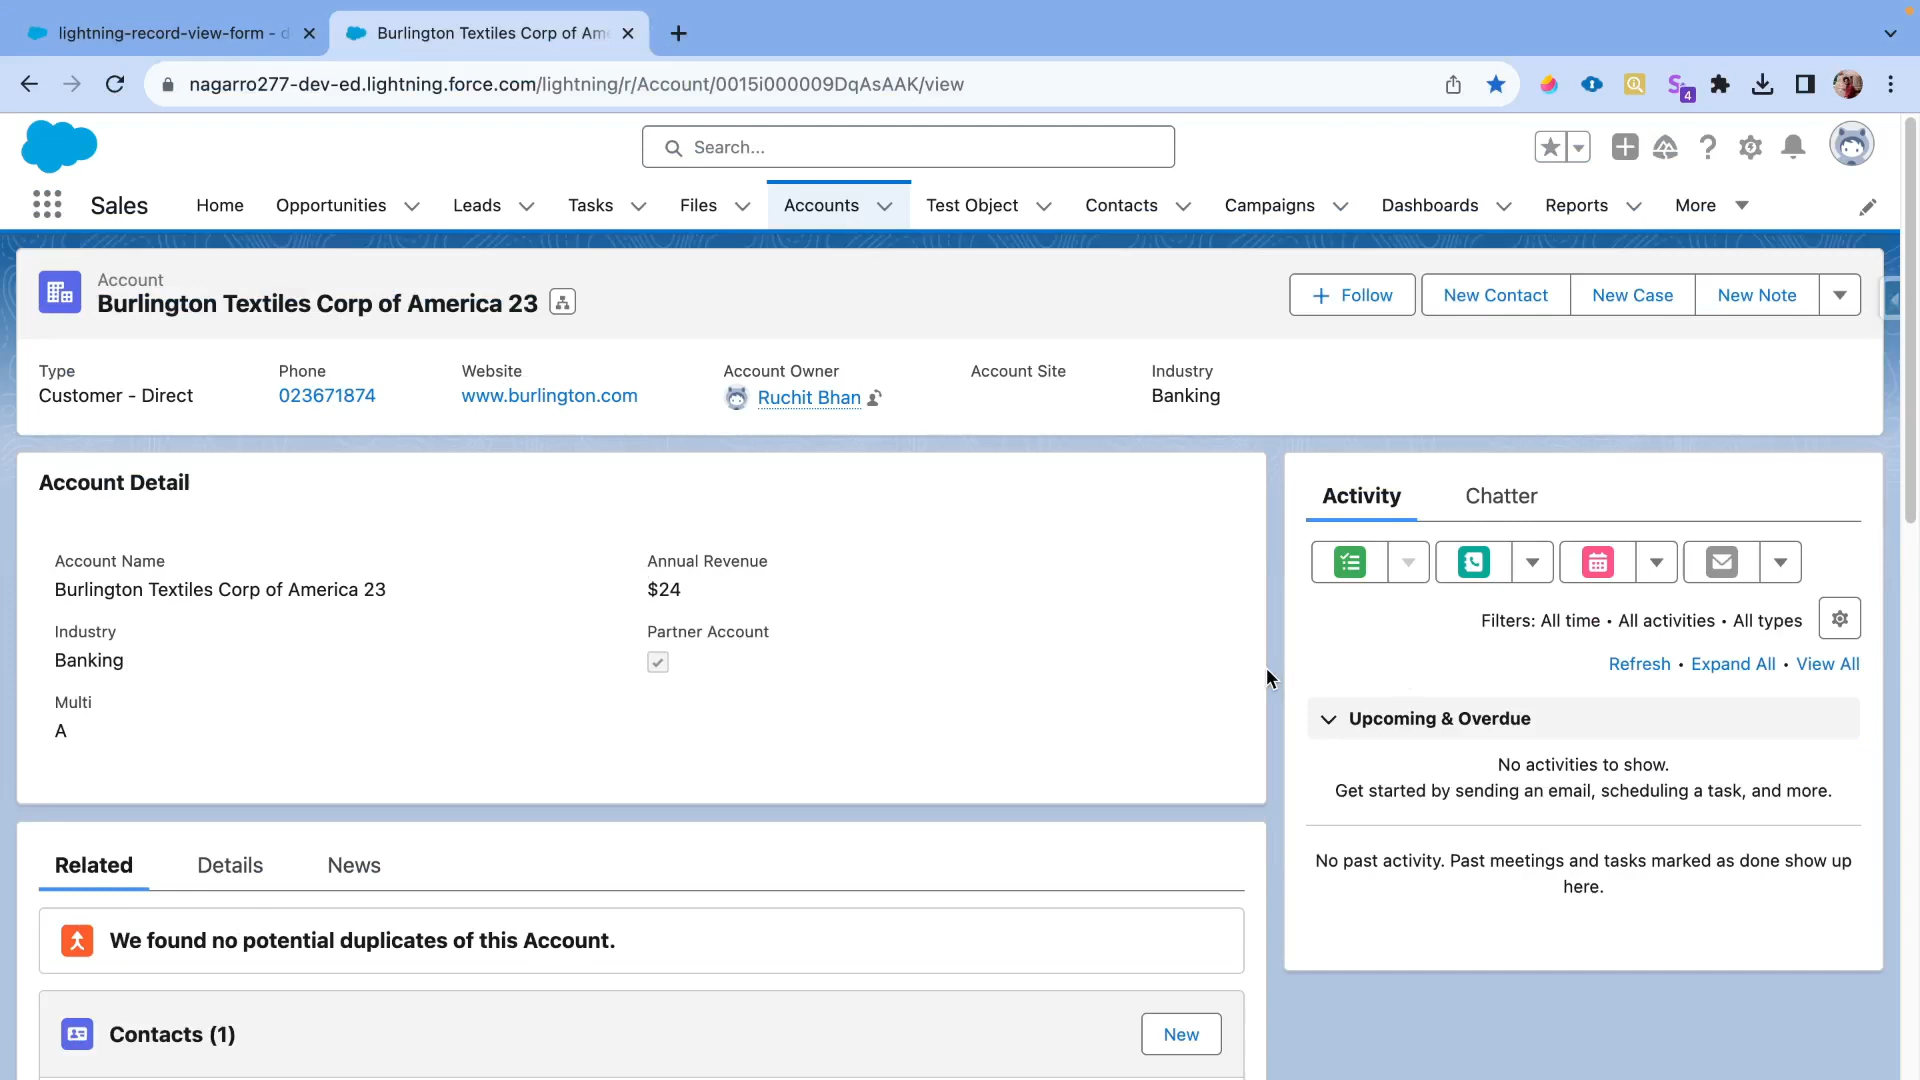 lightning-record-view-form - d
Burlington Textiles Corp of Am
nagarro277-dev-ed.lightning.force.com/lightning/r/Account/0015i000009DqAsAAK/view
4
Search...
Sales
Home
Opportunities
Leads
Tasks
Files
Accounts
Test Object
Contacts
Campaigns
Dashboards
Reports
More
Account
Burlington Textiles Corp of America 23
Follow
New Contact
New Case
New Note
Type
Customer - Direct
Phone
023671874
Website
www.burlington.com
Account Owner
Ruchit Bhan
Account Site
Industry
Banking
Account Detail
Account Name
Burlington Textiles Corp of America 23
Annual Revenue
$24
Industry
Banking
Partner Account
Multi
A
Activity
Chatter
Filters: All time • All activities • All types
Refresh • Expand All • View All
Upcoming & Overdue
No activities to show.
Get started by sending an email, scheduling a task, and more.
No past activity. Past meetings and tasks marked as done show up
here.
Related
Details
News
We found no potential duplicates of this Account.
Contacts (1)
New